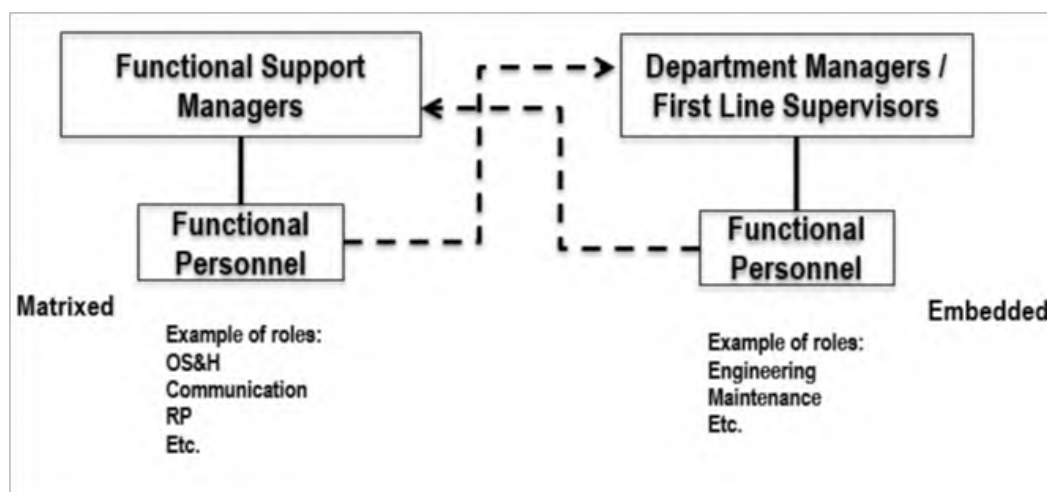 Functional Support
Managers
Department Managers /
First Line Supervisors
Functional
Personnel
Functional
Personnel
Matrixed
Embedded
Example of roles:
OS&H
Communication
RP
Etc.
Example of roles:
Engineering
Maintenance
Etc.